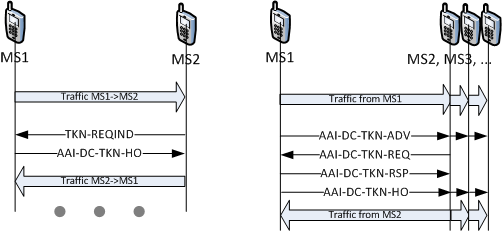 MS1
MS2
Traffic MS1->MS2
TKN-REQIND
AAI-DC-TKN-HO
Traffic MS2->MS1
MS1
MS2, MS3, ...
Traffic from MS1
AAI-DC-TKN-ADV
AAI-DC-TKN-REQ
AAI-DC-TKN-RSP
AAI-DC-TKN-HO
Traffic from MS2